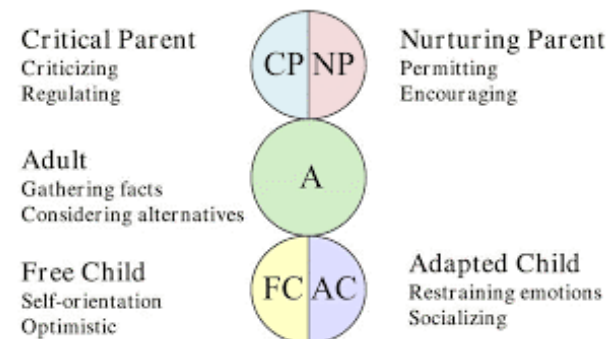 Critical Parent
Criticizing
Regulating
CP NP
Nurturing Parent
Permitting
Encouraging
Adult
Gathering facts
Considering alternatives
A
Free Child
Self-orientation
Optimistic
FC AC
Adapted Child
Restraining emotions
Socializing